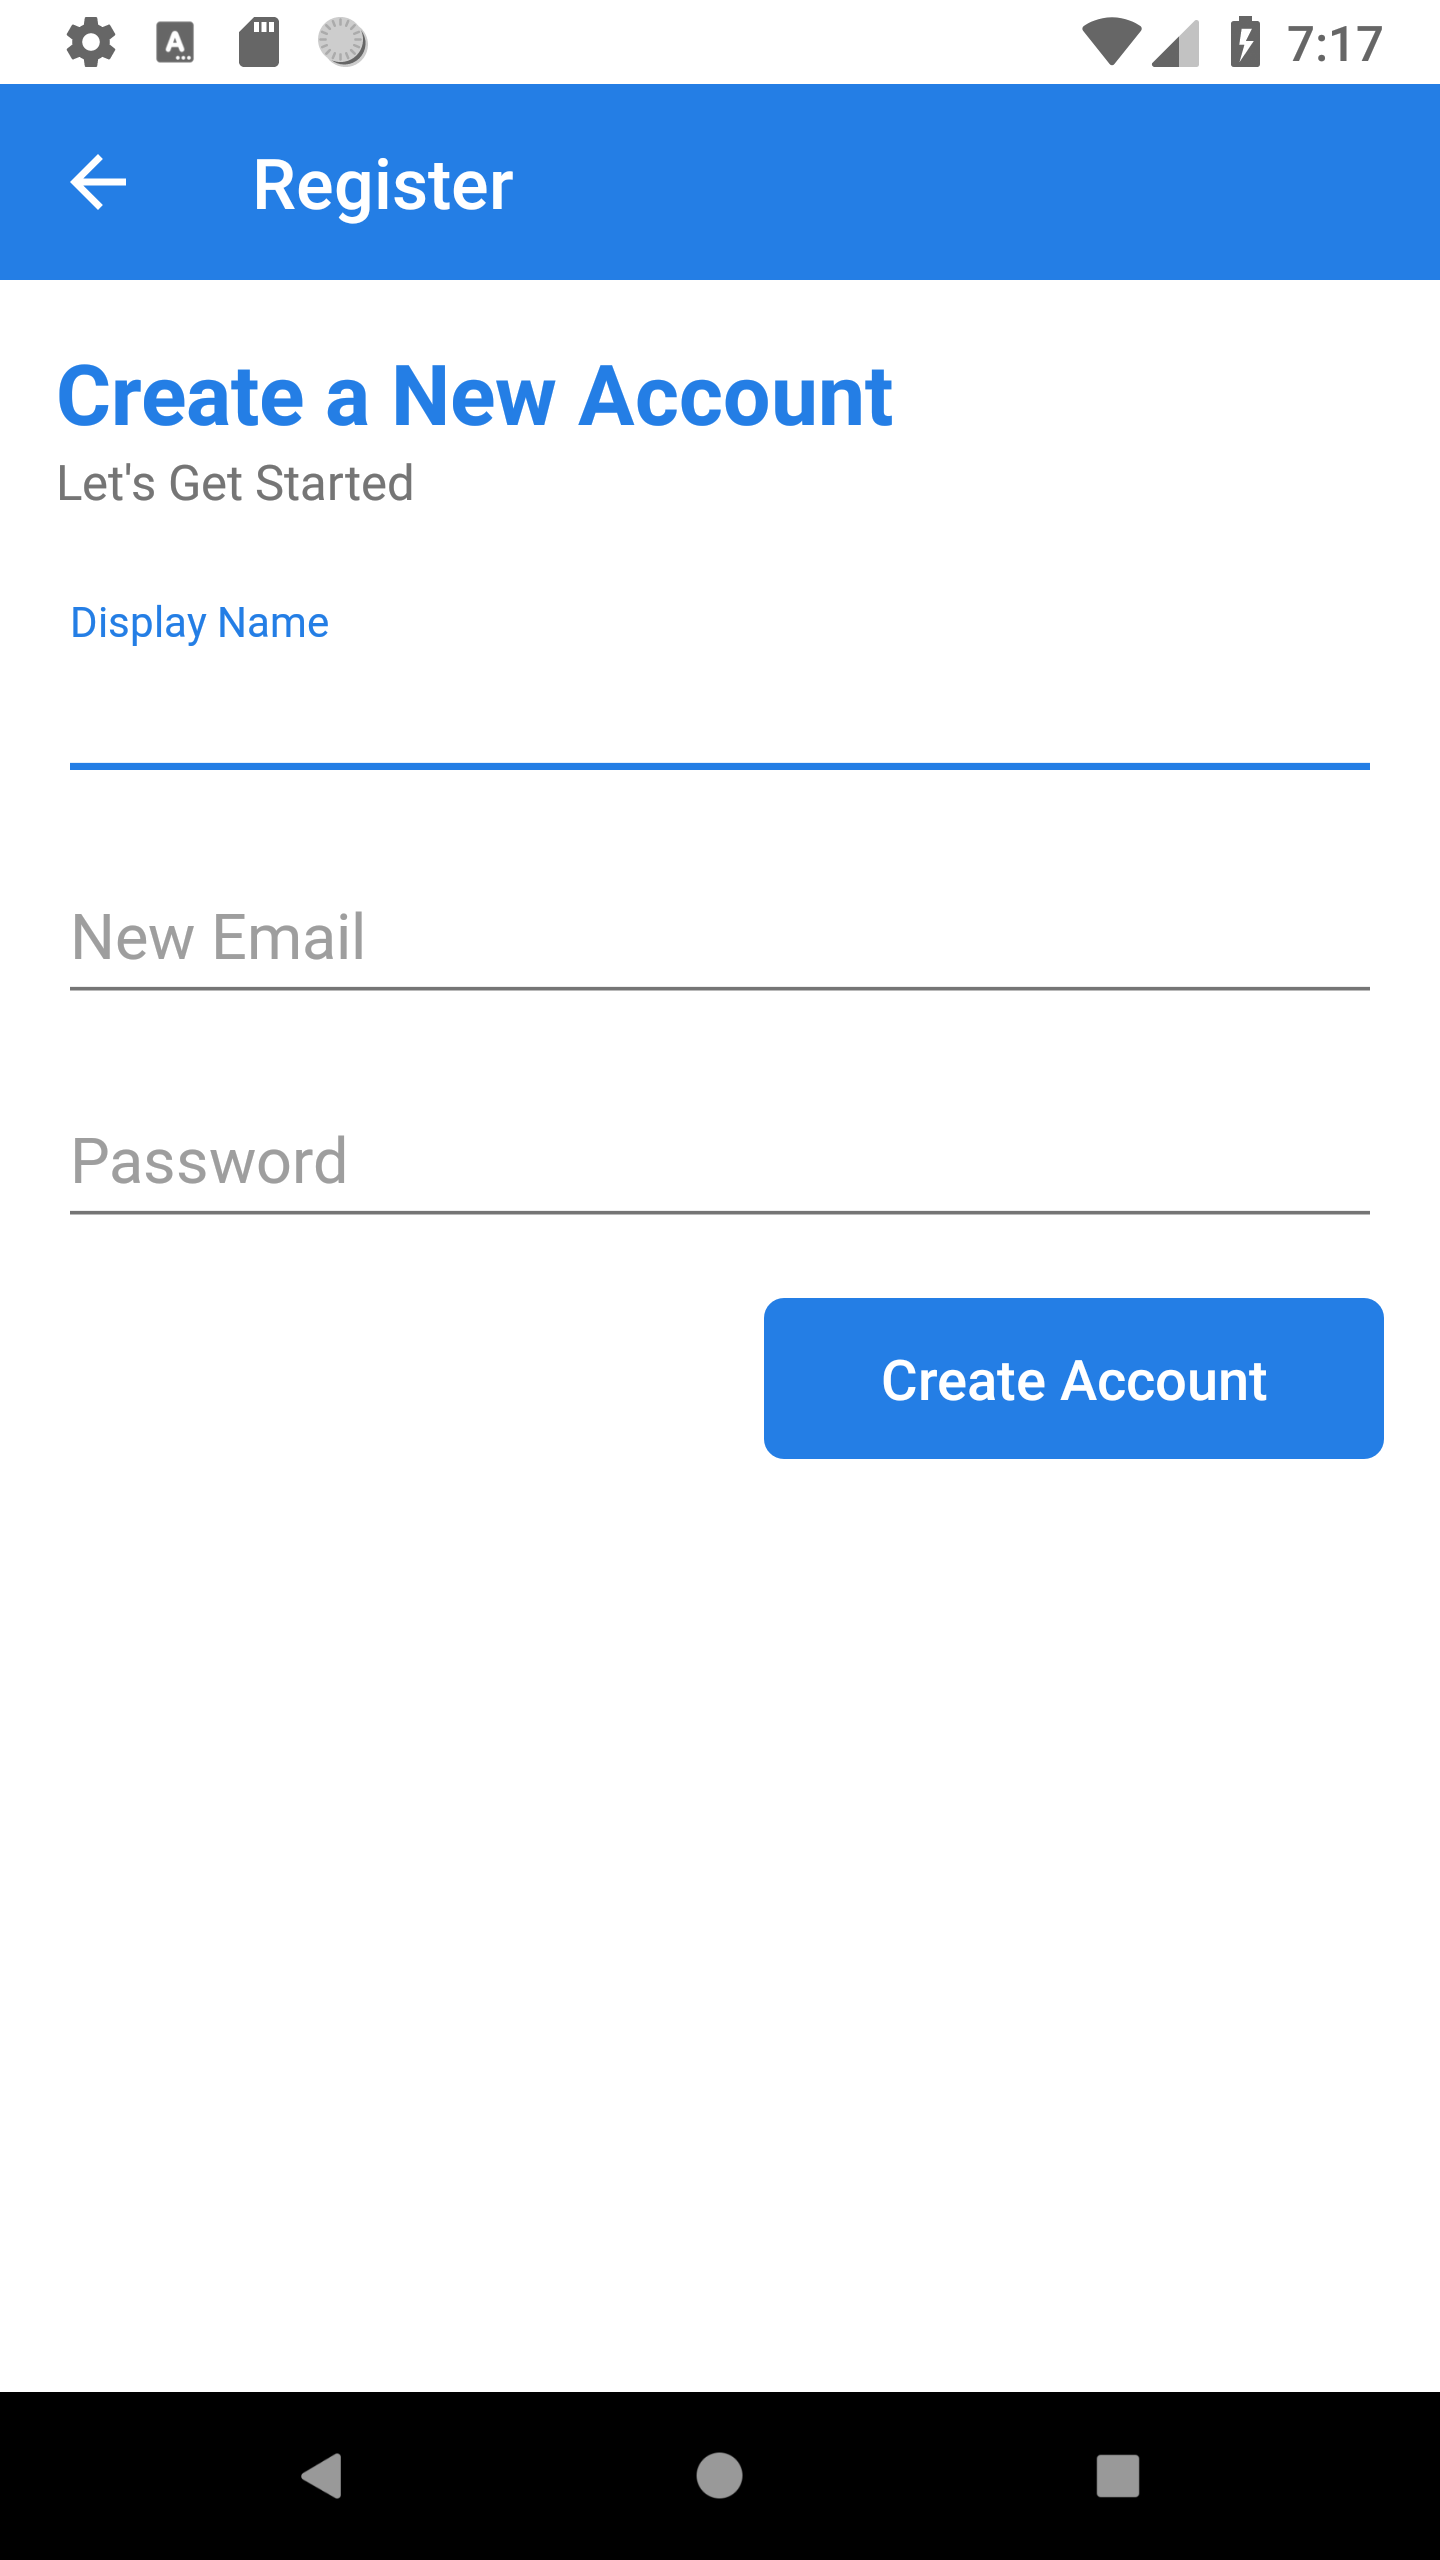 7:17
Register
Create a New Account
Let's Get Started
Display Name
New Email
Password
Create Account